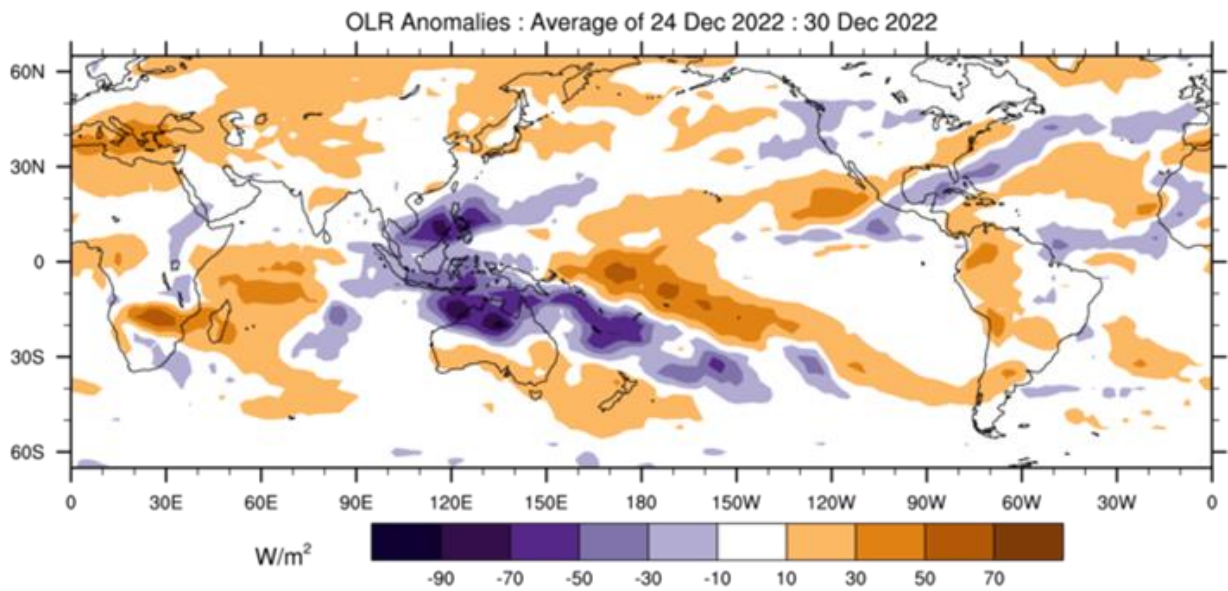 OLR Anomalies : Average of 24 Dec 2022 : 30 Dec 2022
60N
30N
0
30S
60S
0 30E 60E 90E 120E 150E 180 150W 120W 90W 60W 30W 0
W/m²
-90 -70 -50 -30 -10 10 30 50 70